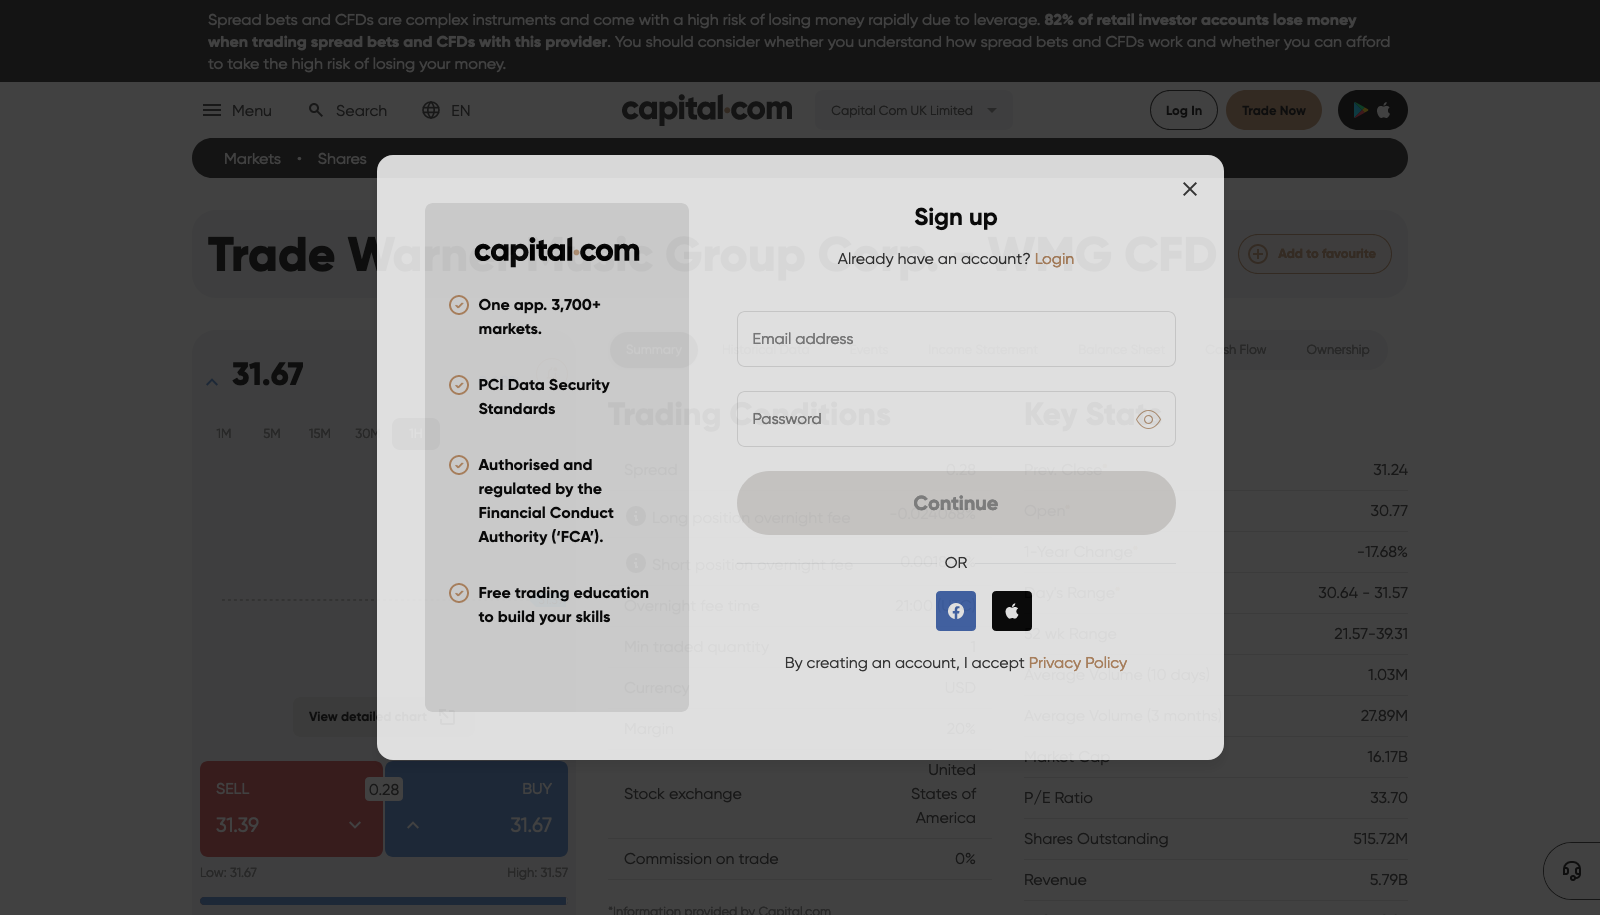 Spread bets and CFDs are complex instruments and come with a high risk of losing money rapidly due to leverage. 82% of retail investor accounts lose money
when trading spread bets and CFDs with this provider. You should consider whether you understand how spread bets and CFDs work and whether you can afford
to take the high risk of losing your money.
Menu
Search
EN
capital.com
Capital Com UK Limited
Log In
Trade Now
Markets • Shares
Trade Warner Music Group Corp. - WMG CFD
Add to favourite
Sign up
Already have an account? Login
capital.com
One app. 3,700+
markets.
PCI Data Security
Standards
Authorised and
regulated by the
Financial Conduct
Authority (‘FCA’).
Free trading education
to build your skills
Email address
Password
Continue
OR
By creating an account, I accept Privacy Policy
31.67
1M 5M 15M 30M 1H
View detailed chart
SELL
31.39
0.28
BUY
31.67
Low: 31.67
High: 31.57
Summary
Cash Flow
Ownership
Trading Conditions
Spread 0.28
Long position overnight fee
Short position overnight fee
Overnight fee time
Min traded quantity
Currency USD
Margin 20%
Stock exchange
United
States of
America
Commission on trade 0%
*Information provided by Capital.com
Key Stats
Prev. Close* 31.24
Open* 30.77
1-Year Change* -17.68%
Day's Range* 30.64 - 31.57
52 wk Range 21.57-39.31
Average Volume (10 days) 1.03M
Average Volume (3 months) 27.89M
Market Cap 16.17B
P/E Ratio 33.70
Shares Outstanding 515.72M
Revenue 5.79B